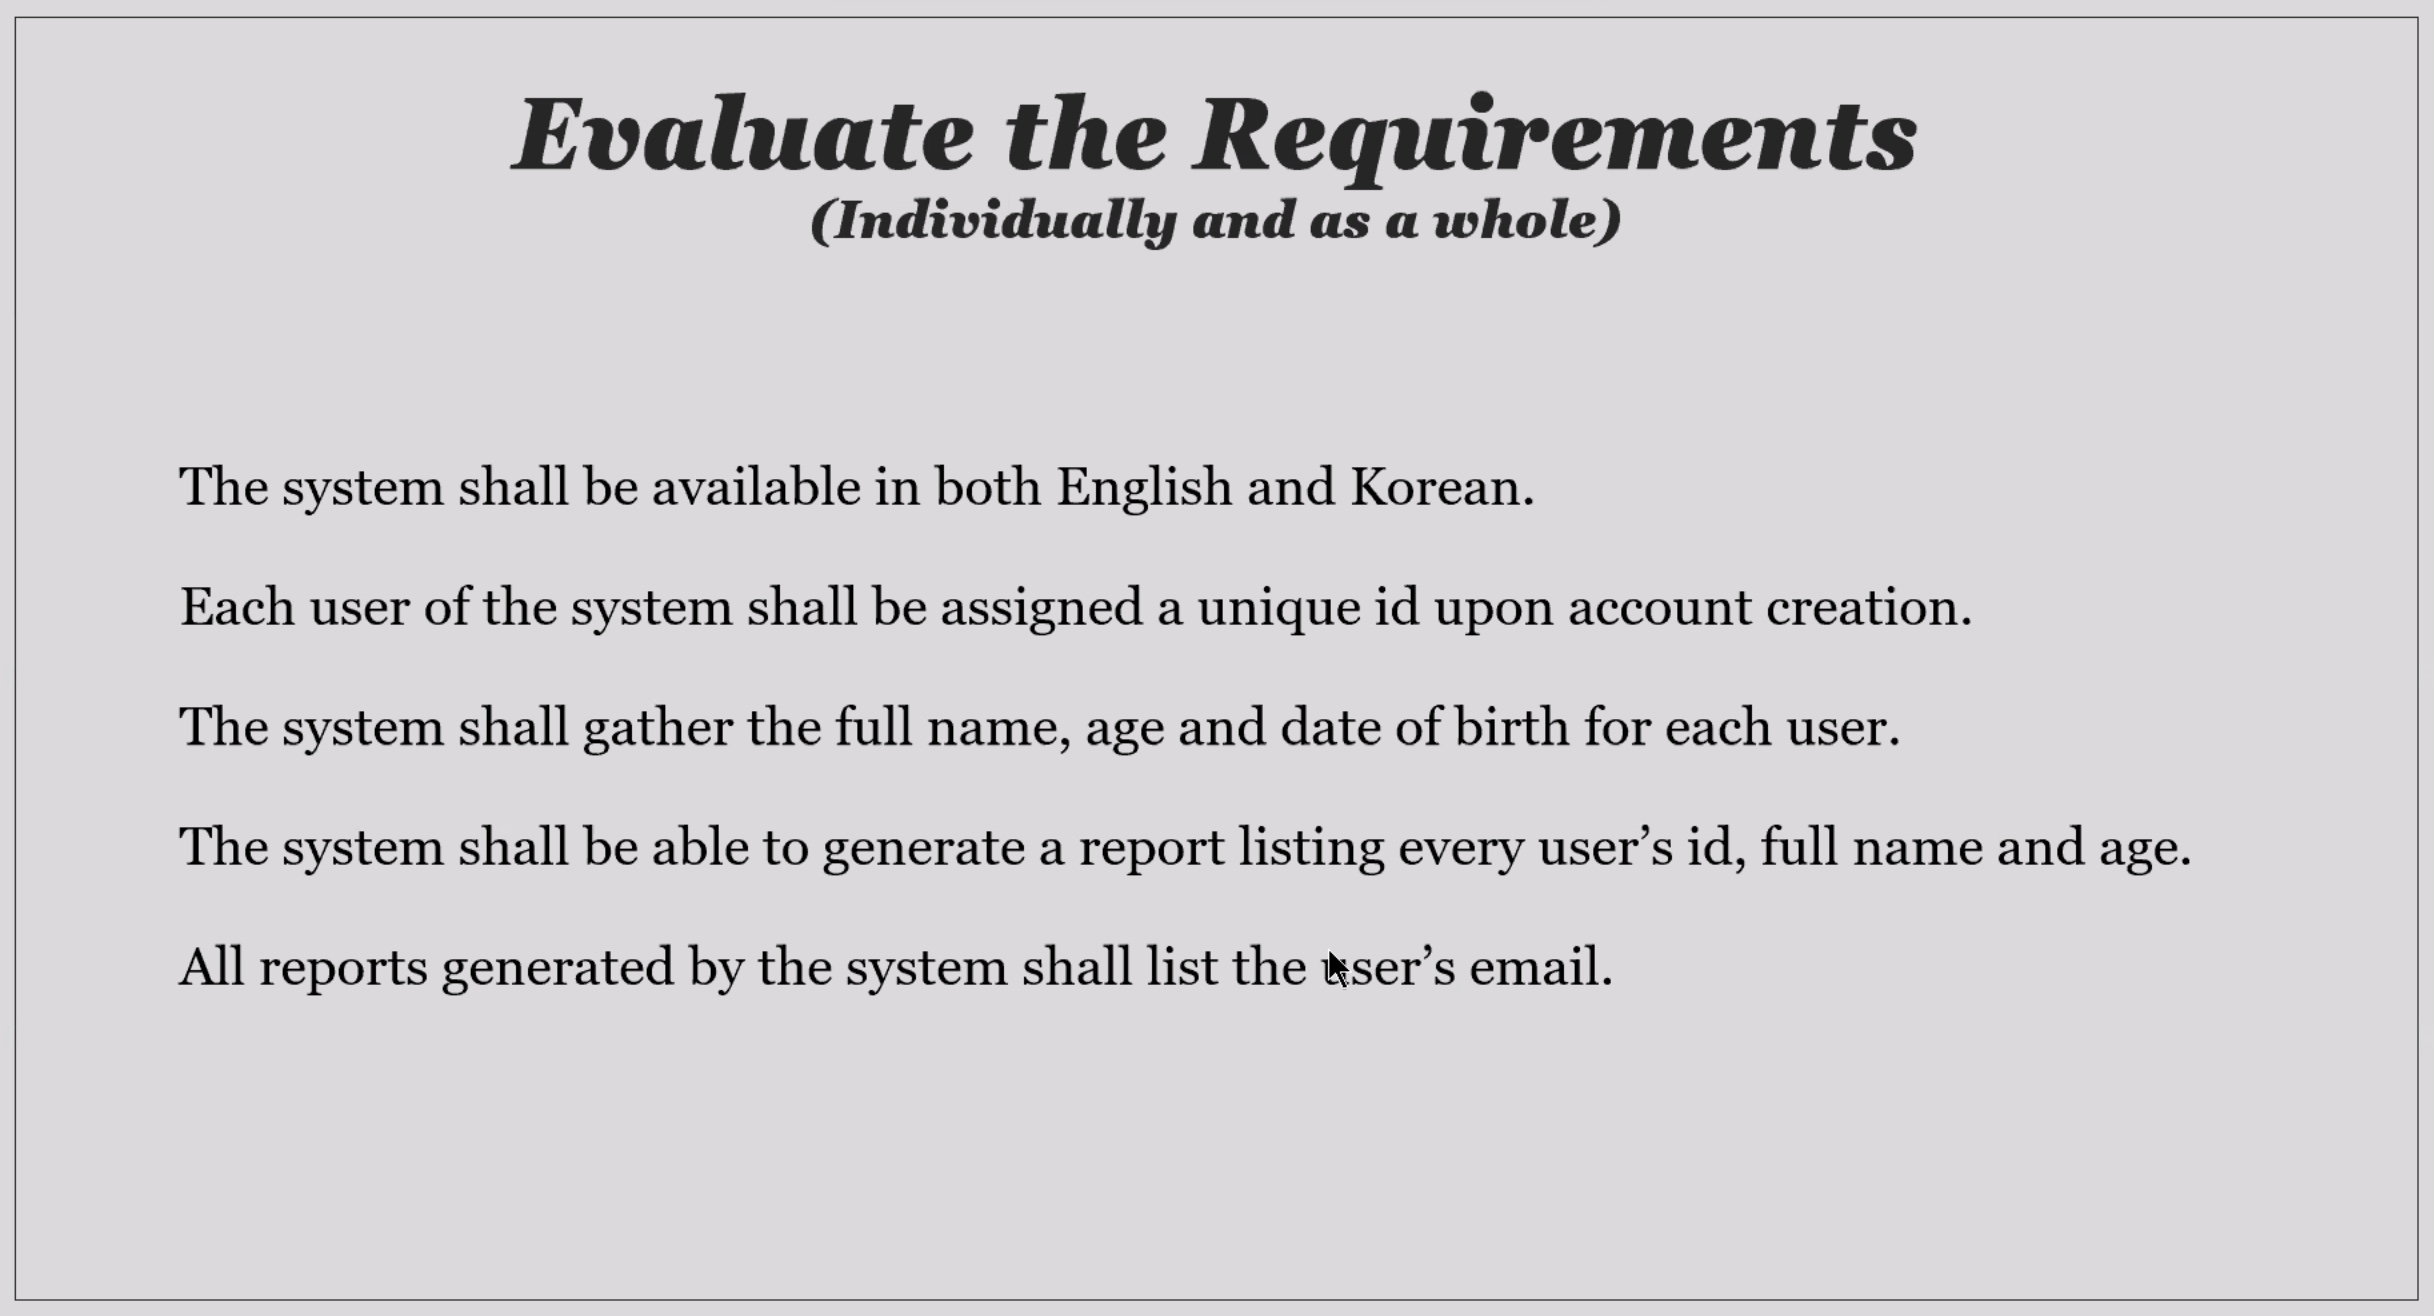 Evaluate the Requirements
(Individually and as a whole)
The system shall be available in both English and Korean.
Each user of the system shall be assigned a unique id upon account creation.
The system shall gather the full name, age and date of birth for each user.
The system shall be able to generate a report listing every user’s id, full name and age.
All reports generated by the system shall list the user’s email.